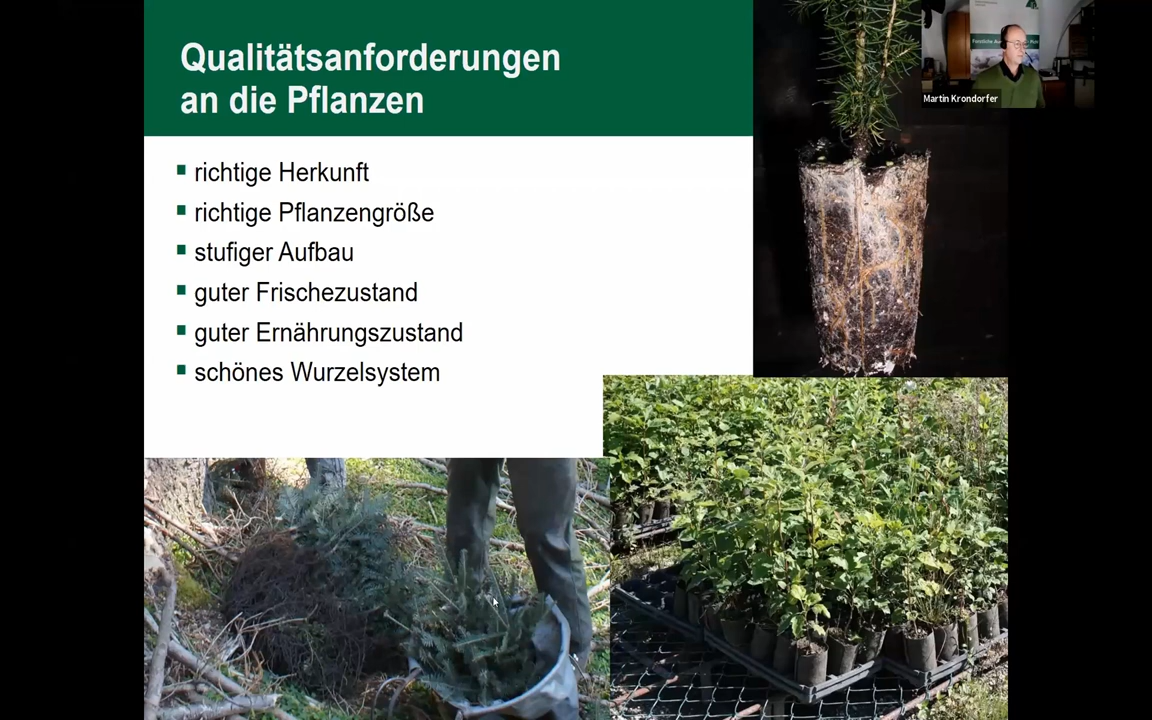 Qualitätsanforderungen
an die Pflanzen
richtige Herkunft
richtige Pflanzengröße
stufiger Aufbau
guter Frischezustand
guter Ernährungszustand
schönes Wurzelsystem
Martin Krondorfer